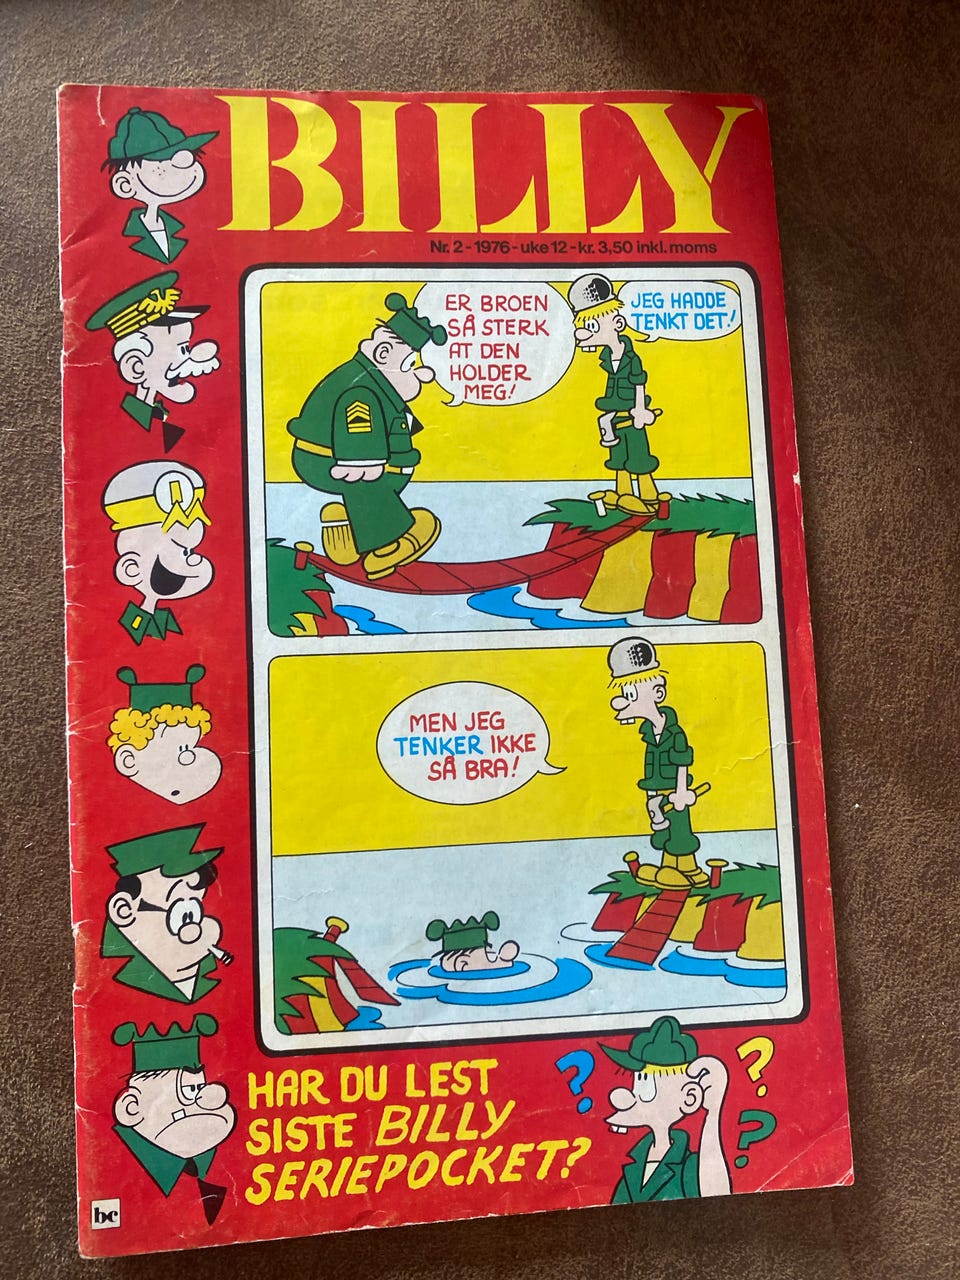 BILLY
Nr. 2 - 1976 - uke 12 - kr. 3,50 inkl. moms
ER BROEN
SÅ STERK
AT DEN
HOLDER
MEG!
JEG HADDE
TENKT DET!
MEN JEG
TENKER IKKE
SÅ BRA!
HAR DU LEST
SISTE BILLY
SERIEPOCKET?
? ? ?
bc